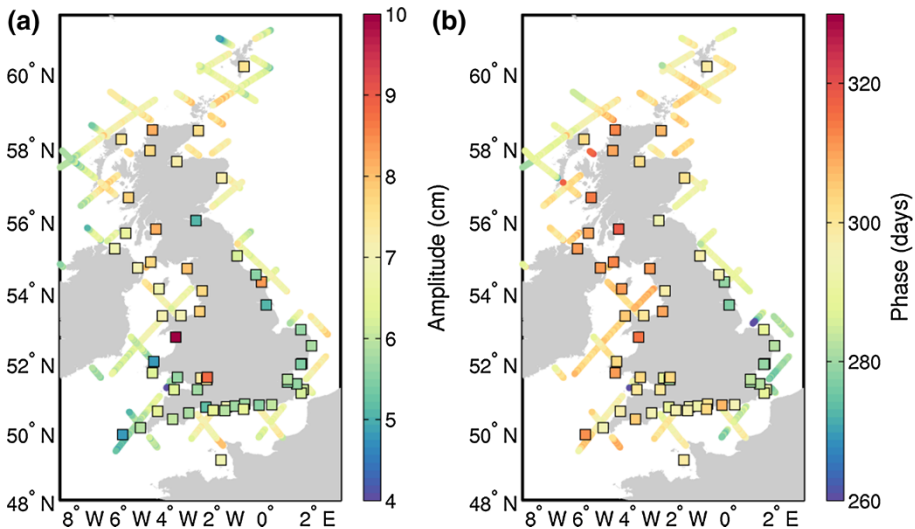 (a)
60° N
58° N
56° N
54° N
52° N
50° N
48° N
8° W 6° W 4° W 2° W 0° 2° E
10
9
8
7
6
5
4
Amplitude (cm)
(b)
60° N
58° N
56° N
54° N
52° N
50° N
48° N
8° W 6° W 4° W 2° W 0° 2° E
320
300
280
260
Phase (days)